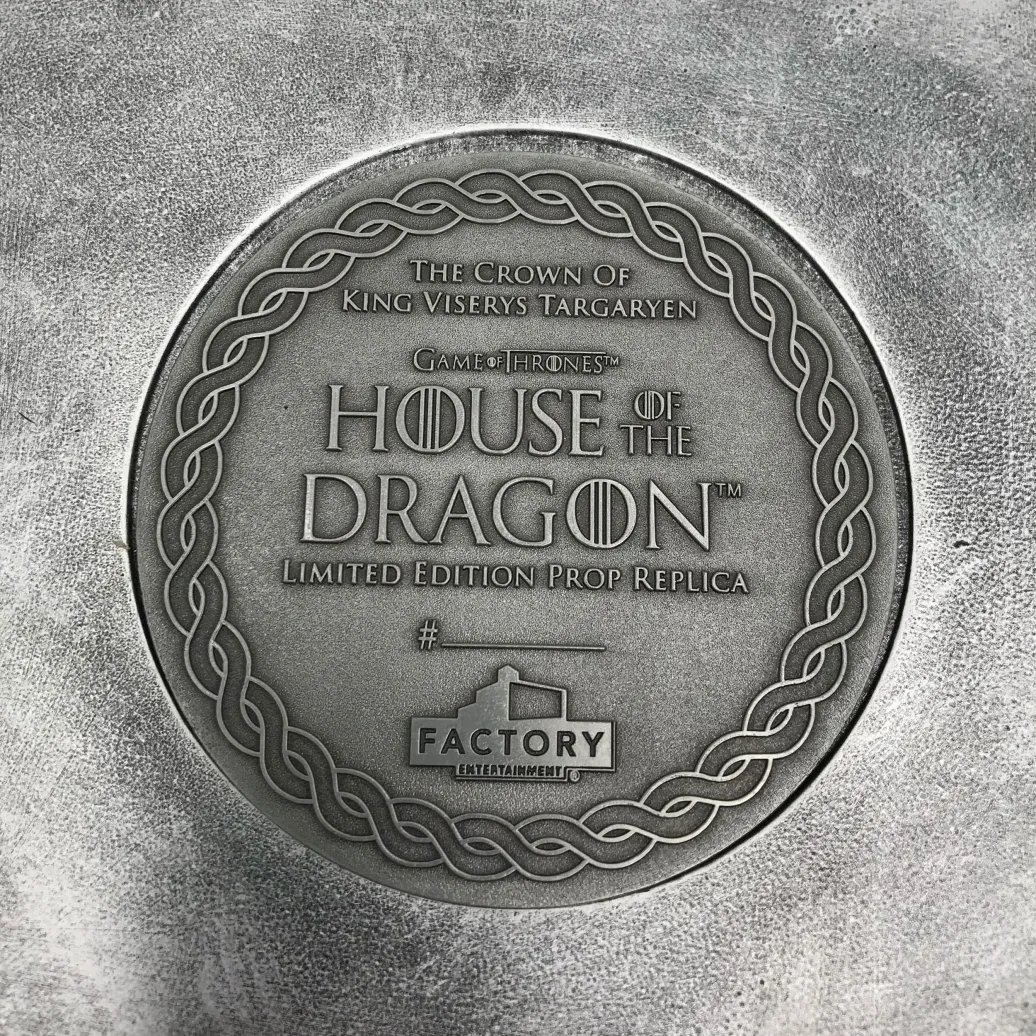 The Crown Of
King Viserys Targaryen
GAME OF THRONES™
HOUSE OF THE
DRAGON™
Limited Edition Prop Replica
#
FACTORY
ENTERTAINMENT®